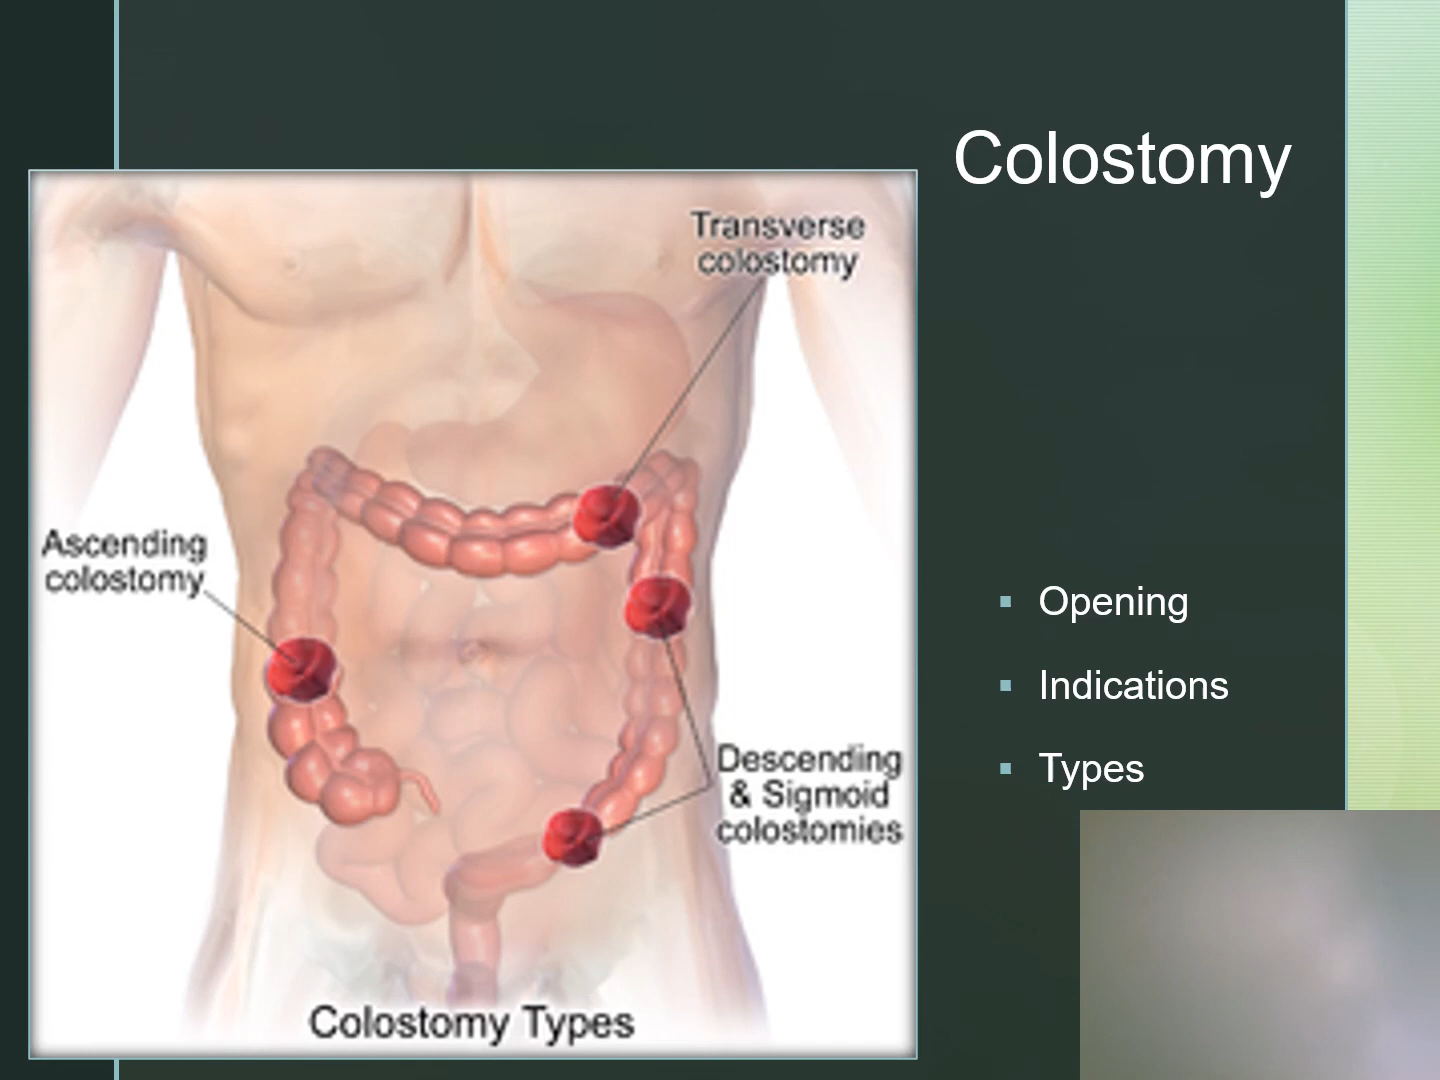 Colostomy
Transverse
colostomy
Ascending
colostomy
Descending
& Sigmoid
colostomies
Colostomy Types
Opening
Indications
Types